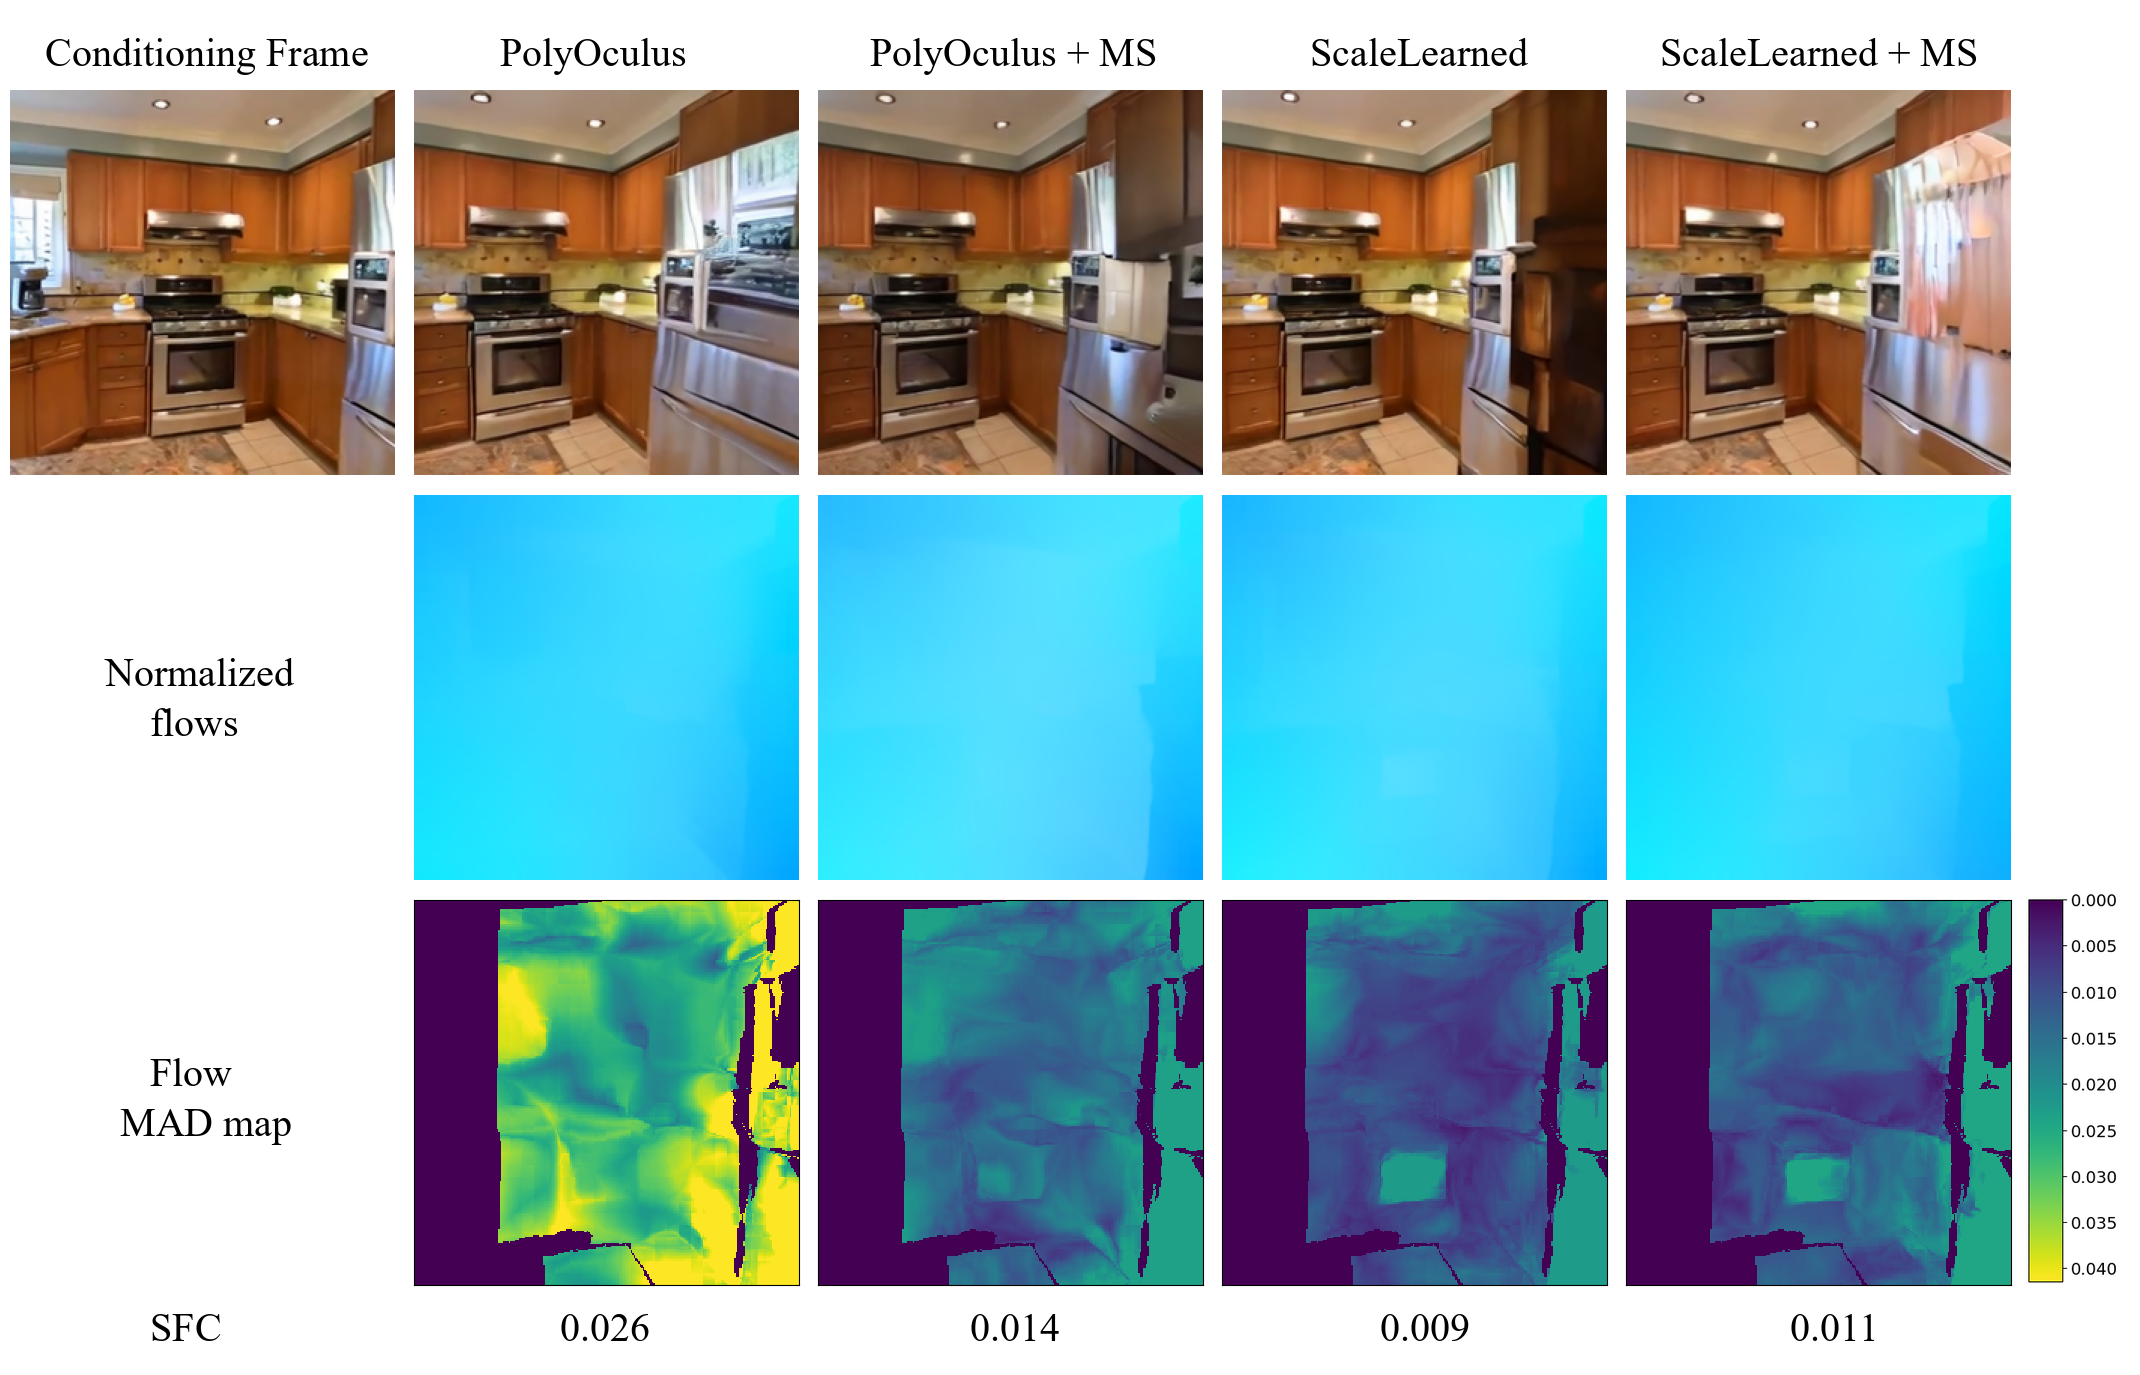 Conditioning Frame
PolyOculus
PolyOculus + MS
ScaleLearned
ScaleLearned + MS
Normalized
flows
Flow
MAD map
0.000
0.005
0.010
0.015
0.020
0.025
0.030
0.035
0.040
SFC
0.026
0.014
0.009
0.011